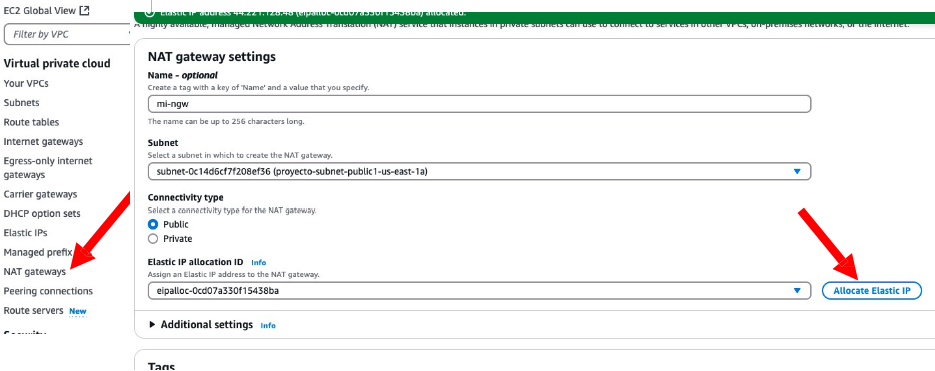 EC2 Global View
Filter by VPC
Virtual private cloud
Your VPCs
Subnets
Route tables
Internet gateways
Egress-only internet
gateways
Carrier gateways
DHCP option sets
Elastic IPs
Managed prefix
NAT gateways
Peering connections
Route servers New
Security
Elastic IP address 44.221.128.48 (eipalloc-0cd07a330f15438ba) allocated.
A highly available, managed Network Address Translation (NAT) service that instances in private subnets can use to connect to services in other VPCs, on-premises networks, or the internet.
NAT gateway settings
Name - optional
Create a tag with a key of 'Name' and a value that you specify.
mi-ngw
The name can be up to 256 characters long.
Subnet
Select a subnet in which to create the NAT gateway.
subnet-0c14d6cf7f208ef36 (proyecto-subnet-public1-us-east-1a)
Connectivity type
Select a connectivity type for the NAT gateway.
Public
Private
Elastic IP allocation ID Info
Assign an Elastic IP address to the NAT gateway.
eipalloc-0cd07a330f15438ba
Allocate Elastic IP
Additional settings Info
Tags